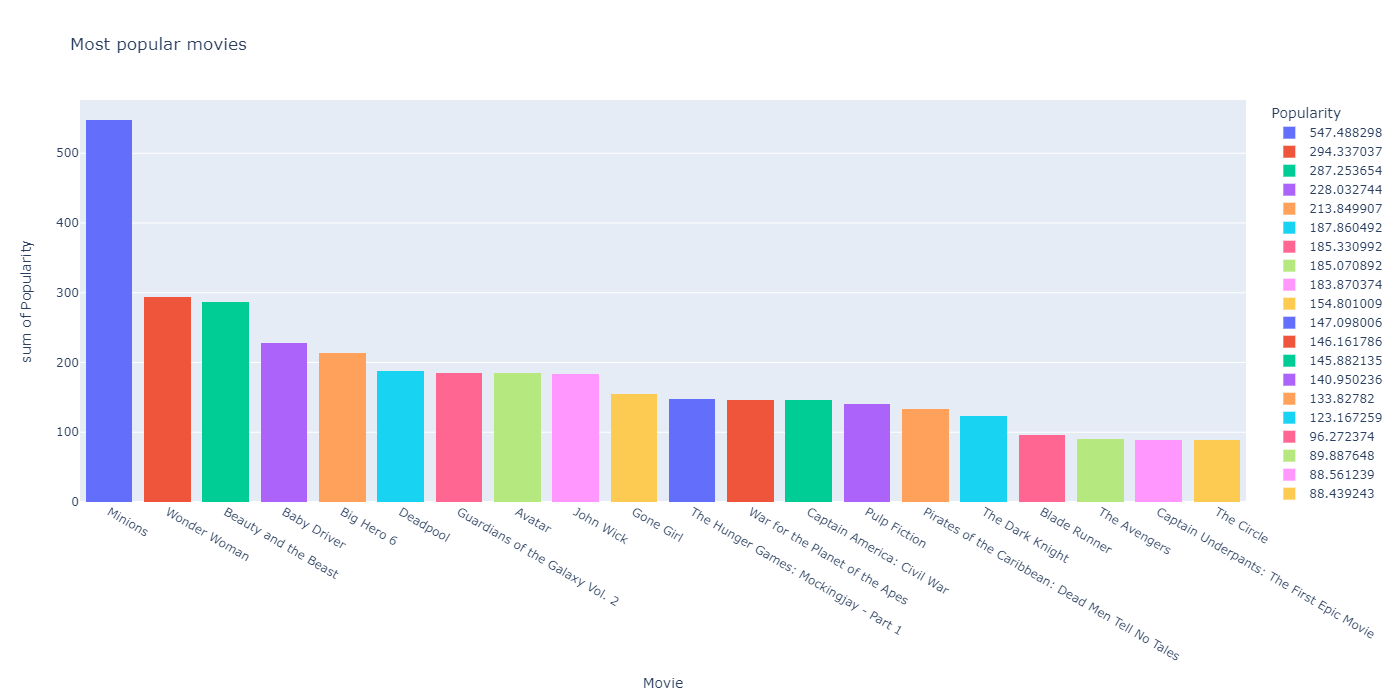 Most popular movies
sum of Popularity
500
400
300
200
100
0
Minions
Wonder Woman
Beauty and the Beast
Baby Driver
Big Hero 6
Deadpool
Guardians of the Galaxy Vol. 2
Avatar
John Wick
Gone Girl
The Hunger Games: Mockingjay - Part 1
War for the Planet of the Apes
Captain America: Civil War
Pulp Fiction
Pirates of the Caribbean: Dead Men Tell No Tales
The Dark Knight
Blade Runner
The Avengers
Captain Underpants: The First Epic Movie
The Circle
Movie
Popularity
547.488298
294.337037
287.253654
228.032744
213.849907
187.860492
185.330992
185.070892
183.870374
154.801009
147.098006
146.161786
145.882135
140.950236
133.82782
123.167259
96.272374
89.887648
88.561239
88.439243